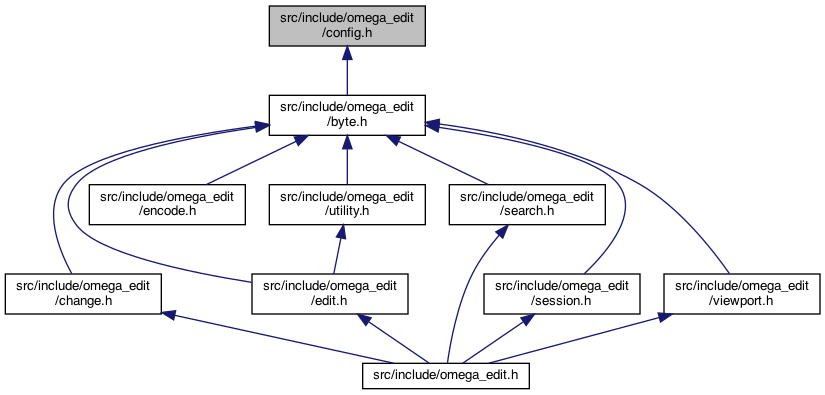 src/include/omega_edit
/config.h
src/include/omega_edit
/byte.h
src/include/omega_edit
/encode.h
src/include/omega_edit
/utility.h
src/include/omega_edit
/search.h
src/include/omega_edit
/change.h
src/include/omega_edit
/edit.h
src/include/omega_edit
/session.h
src/include/omega_edit
/viewport.h
src/include/omega_edit.h